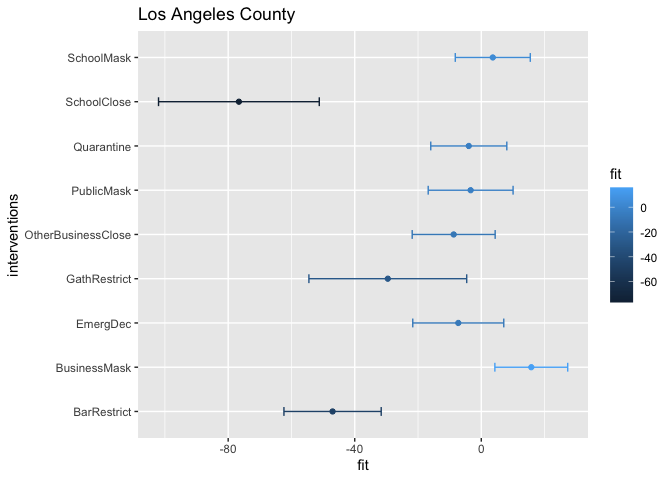 Los Angeles County
interventions
SchoolMask
SchoolClose
Quarantine
PublicMask
OtherBusinessClose
GathRestrict
EmergDec
BusinessMask
BarRestrict
-80
-40
0
fit
fit
0
-20
-40
-60